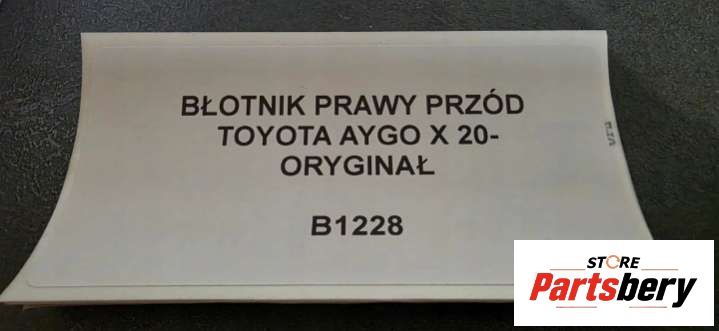 BŁOTNIK PRAWY PRZÓD
TOYOTA AYGO X 20-
ORYGINAŁ
B1228
STORE
Partsbery